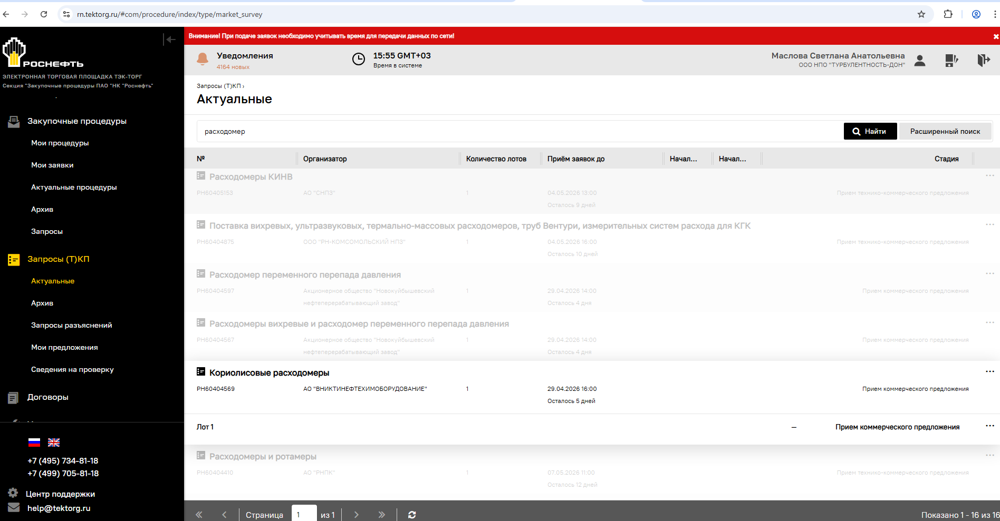 rn.tektorg.ru/#com/procedure/index/type/market_survey
Внимание! При подаче заявок необходимо учитывать время для передачи данных по сети!
РОСНЕФТЬ
ЭЛЕКТРОННАЯ ТОРГОВАЯ ПЛОЩАДКА ТЭК-ТОРГ
Секция "Закупочные процедуры ПАО "НК "Роснефть"
Закупочные процедуры
Мои процедуры
Мои заявки
Актуальные процедуры
Архив
Запросы
Запросы (Т)КП
Актуальные
Архив
Запросы разъяснений
Мои предложения
Сведения на проверку
Договоры
+7 (495) 734-81-18
+7 (499) 705-81-18
Центр поддержки
help@tektorg.ru
Уведомления
4164 новых
15:55 GMT+03
Время в системе
Маслова Светлана Анатольевна
ООО НПО "ТУРБУЛЕНТНОСТЬ-ДОН"
Запросы (Т)КП ›
Актуальные
расходомер
Найти
Расширенный поиск
№ Организатор Количество лотов Приём заявок до Начал... Начал... Стадия
Расходомеры КИНВ
РН60405153 АО "СНПЗ" 1 04.05.2026 13:00 Прием технико-коммерческого предложения
Осталось 9 дней
Поставка вихревых, ультразвуковых, термально-массовых расходомеров, труб Вентури, измерительных систем расхода для КГК
РН60404875 ООО "РН-КОМСОМОЛЬСКИЙ НПЗ" 1 04.05.2026 16:00 Прием технико-коммерческого предложения
Осталось 10 дней
Расходомер переменного перепада давления
РН60404597 Акционерное общество "Новокуйбышевский 1 29.04.2026 14:00 Прием коммерческого предложения
нефтеперерабатывающий завод" Осталось 4 дня
Расходомеры вихревые и расходомер переменного перепада давления
РН60404567 Акционерное общество "Новокуйбышевский 1 29.04.2026 14:00 Прием коммерческого предложения
нефтеперерабатывающий завод" Осталось 4 дня
Кориолисовые расходомеры
РН60404569 АО "ВНИКТИНЕФТЕХИМОБОРУДОВАНИЕ" 1 29.04.2026 16:00 Прием коммерческого предложения
Осталось 5 дней
Лот 1 — Прием коммерческого предложения
Расходомеры и ротамеры
РН60404410 АО "РНПК" 1 07.05.2026 11:00 Прием технико-коммерческого предложения
Осталось 12 дней
Страница 1 из 1
Показано 1 - 16 из 16